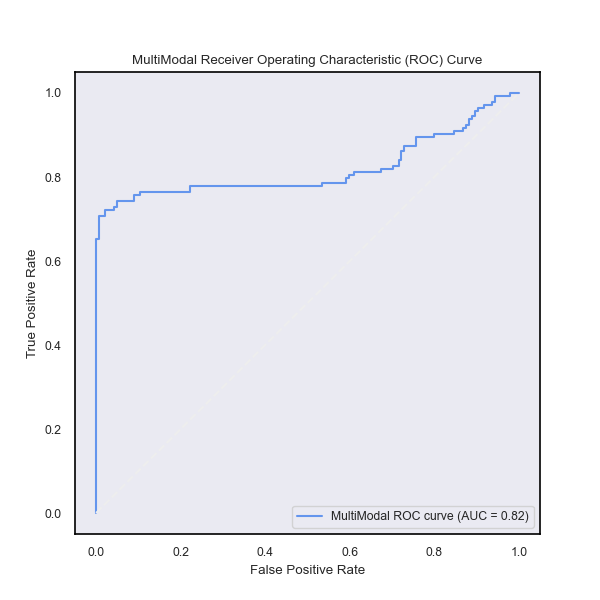 MultiModal Receiver Operating Characteristic (ROC) Curve
1.0
0.8
0.6
0.4
0.2
0.0
True Positive Rate
MultiModal ROC curve (AUC = 0.82)
0.0 0.2 0.4 0.6 0.8 1.0
False Positive Rate